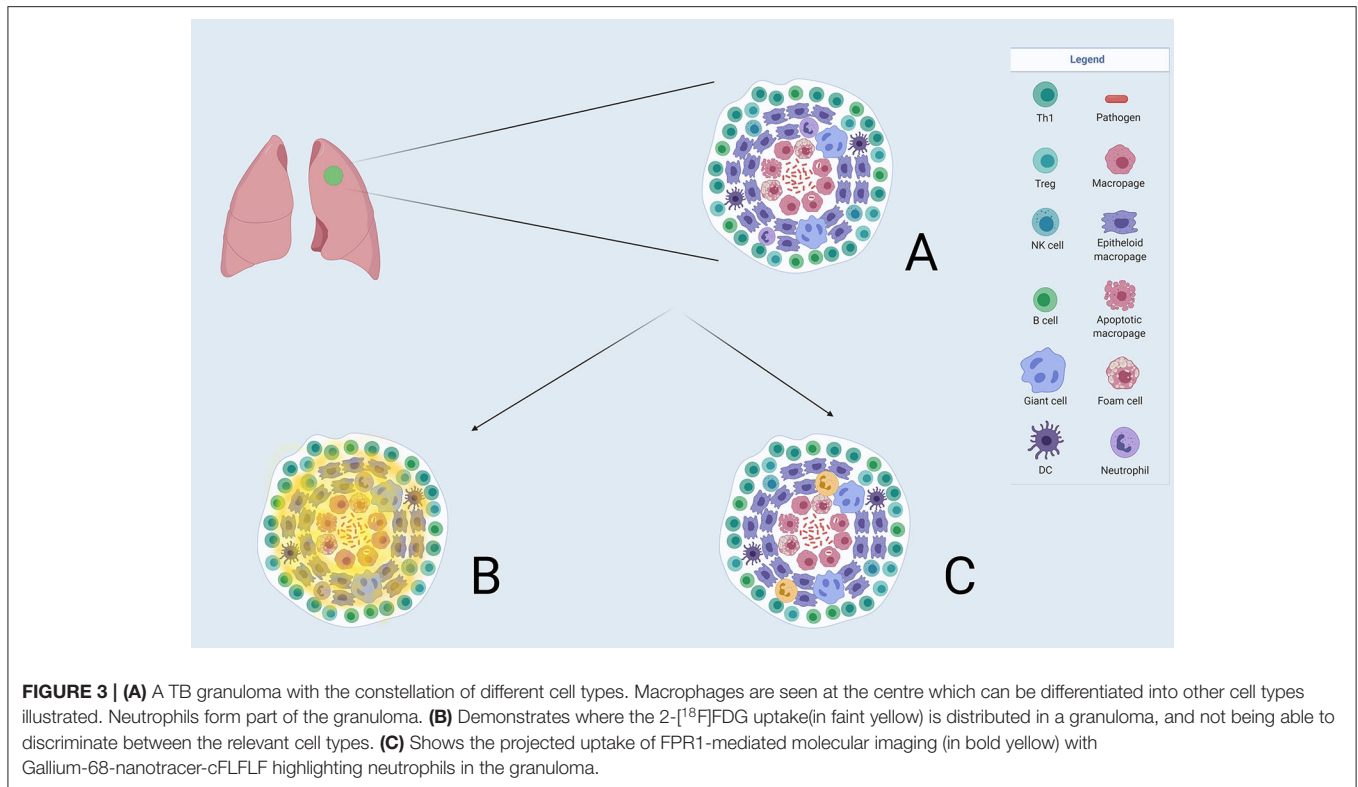 Legend
Th1
Pathogen
Treg
Macropage
NK cell
Epitheloid
macropage
B cell
Apoptotic
macropage
Giant cell
Foam cell
DC
Neutrophil
A
B
C
FIGURE 3 | (A) A TB granuloma with the constellation of different cell types. Macrophages are seen at the centre which can be differentiated into other cell types
illustrated. Neutrophils form part of the granuloma. (B) Demonstrates where the 2-[18F]FDG uptake(in faint yellow) is distributed in a granuloma, and not being able to
discriminate between the relevant cell types. (C) Shows the projected uptake of FPR1-mediated molecular imaging (in bold yellow) with
Gallium-68-nanotracer-cFLFLF highlighting neutrophils in the granuloma.